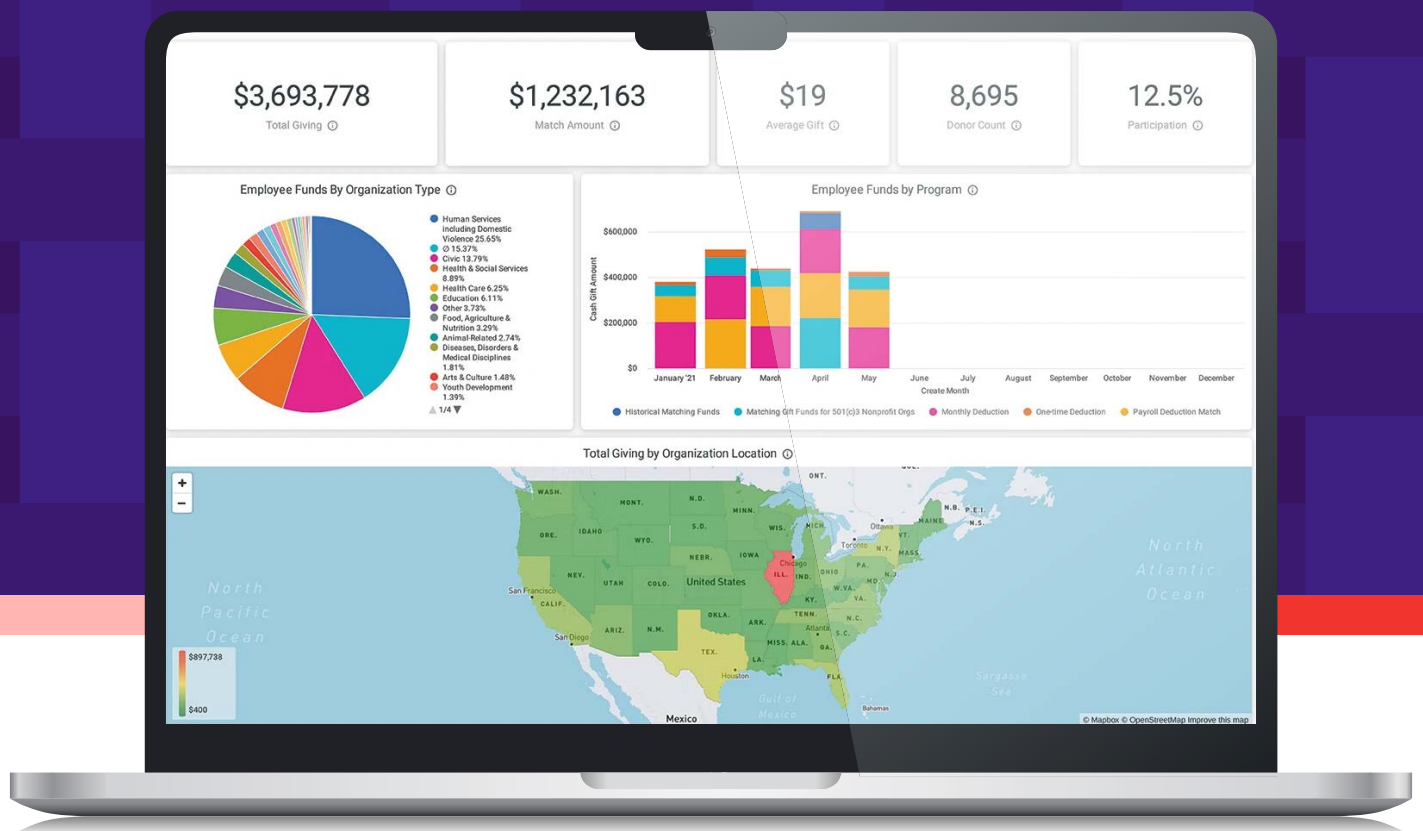 $3,693,778
Total Giving
$1,232,163
Match Amount
$19
Average Gift
8,695
Donor Count
12.5%
Participation
Employee Funds By Organization Type
Human Services
including Domestic
Violence 25.65%
∅ 15.37%
Civic 13.79%
Health & Social Services
8.89%
Health Care 6.25%
Education 6.11%
Other 3.73%
Food, Agriculture &
Nutrition 3.29%
Animal-Related 2.74%
Diseases, Disorders &
Medical Disciplines
1.81%
Arts & Culture 1.48%
Youth Development
1.39%
1/4
Employee Funds by Program
Cash Gift Amount
$600,000
$400,000
$200,000
$0
January '21 February March April May June July August September October November December
Create Month
Historical Matching Funds Matching Gift Funds for 501(c)3 Nonprofit Orgs Monthly Deduction One-time Deduction Payroll Deduction Match
Total Giving by Organization Location
+
−
ONT.
WASH.
MONT.
N.D.
MINN.
ORE.
IDAHO
WYO.
S.D.
WIS.
MICH.
Ottawa
MAINE
N.B.
P.E.I.
N.S.
Toronto
VT.
N.Y.
MASS.
NEBR.
IOWA
Chicago
ILL.
IND.
OHIO
PA.
N.J.
MD.
NEV.
UTAH
COLO.
United States
W.VA.
VA.
KY.
San Francisco
CALIF.
OKLA.
ARK.
TENN.
N.C.
San Diego
ARIZ.
N.M.
Atlanta
S.C.
MISS.
ALA.
GA.
TEX.
LA.
Houston
FLA.
North
Pacific
Ocean
North
Atlantic
Ocean
Sargasso
Sea
Gulf of
Mexico
Bahamas
Mexico
$897,738
$400
© Mapbox © OpenStreetMap Improve this map